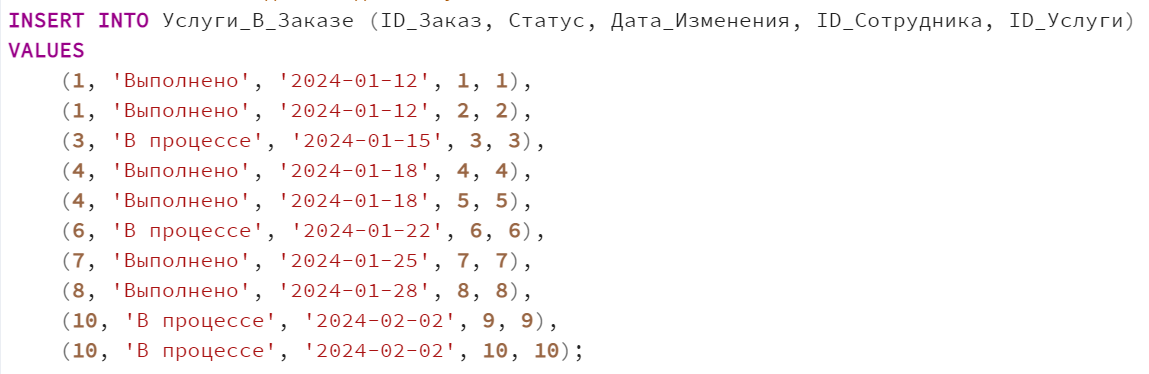 INSERT INTO Услуги_В_Заказе (ID_Заказ, Статус, Дата_Изменения, ID_Сотрудника, ID_Услуги)
VALUES
(1, 'Выполнено', '2024-01-12', 1, 1),
(1, 'Выполнено', '2024-01-12', 2, 2),
(3, 'В процессе', '2024-01-15', 3, 3),
(4, 'Выполнено', '2024-01-18', 4, 4),
(4, 'Выполнено', '2024-01-18', 5, 5),
(6, 'В процессе', '2024-01-22', 6, 6),
(7, 'Выполнено', '2024-01-25', 7, 7),
(8, 'Выполнено', '2024-01-28', 8, 8),
(10, 'В процессе', '2024-02-02', 9, 9),
(10, 'В процессе', '2024-02-02', 10, 10);